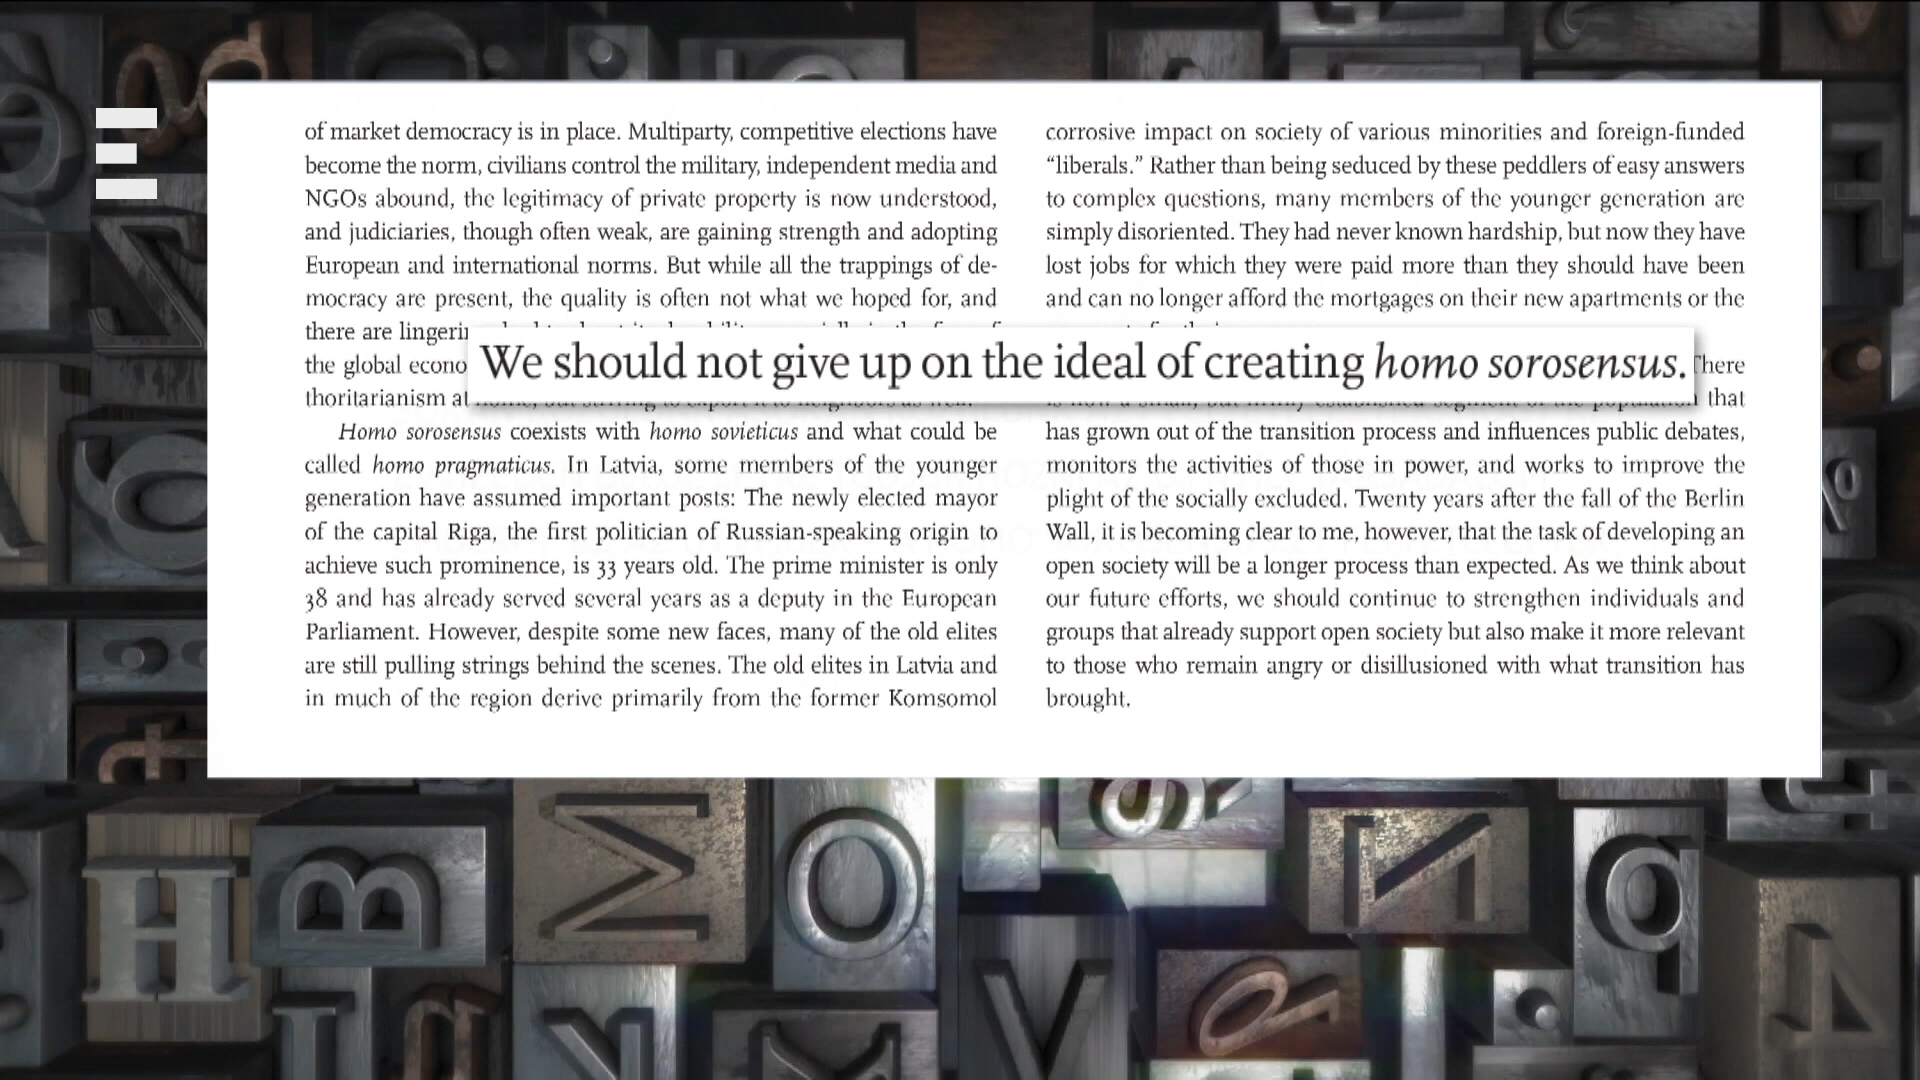 of market democracy is in place. Multiparty, competitive elections have
become the norm, civilians control the military, independent media and
NGOs abound, the legitimacy of private property is now understood,
and judiciaries, though often weak, are gaining strength and adopting
European and international norms. But while all the trappings of de-
mocracy are present, the quality is often not what we hoped for, and
there are
the global
thoritarianism
Homo sorosensus coexists with homo sovieticus and what could be
called homo pragmaticus. In Latvia, some members of the younger
generation have assumed important posts: The newly elected mayor
of the capital Riga, the first politician of Russian-speaking origin to
achieve such prominence, is 33 years old. The prime minister is only
38 and has already served several years as a deputy in the European
Parliament. However, despite some new faces, many of the old elites
are still pulling strings behind the scenes. The old elites in Latvia and
in much of the region derive primarily from the former Komsomol
corrosive impact on society of various minorities and foreign-funded
“liberals.” Rather than being seduced by these peddlers of easy answers
to complex questions, many members of the younger generation are
simply disoriented. They had never known hardship, but now they have
lost jobs for which they were paid more than they should have been
and can no longer afford the mortgages on their new apartments or the
We should not give up on the ideal of creating homo sorosensus.
There
that
has grown out of the transition process and influences public debates,
monitors the activities of those in power, and works to improve the
plight of the socially excluded. Twenty years after the fall of the Berlin
Wall, it is becoming clear to me, however, that the task of developing an
open society will be a longer process than expected. As we think about
our future efforts, we should continue to strengthen individuals and
groups that already support open society but also make it more relevant
to those who remain angry or disillusioned with what transition has
brought.